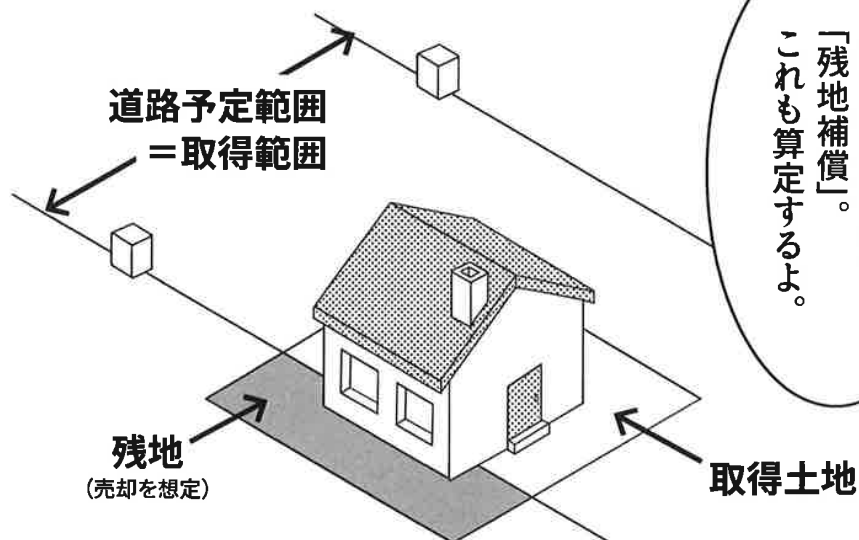 「残地補償」。
これも算定するよ。
道路予定範囲
＝取得範囲
残地
(売却を想定)
取得土地